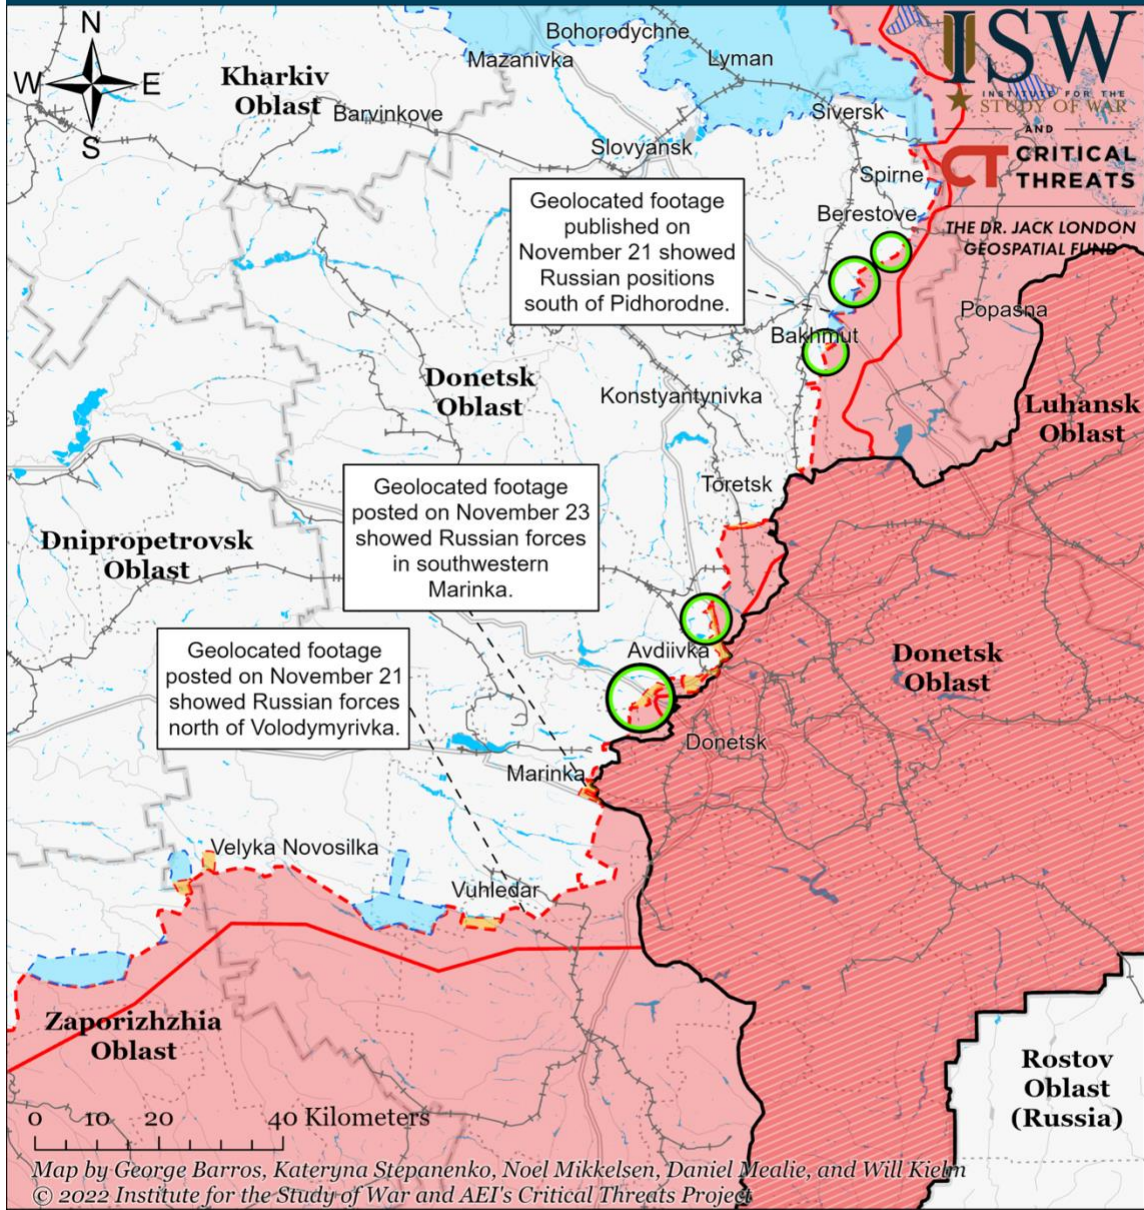 N
W
E
S
ISW
INSTITUTE FOR THE
STUDY OF WAR
AND
CT CRITICAL
THREATS
THE DR. JACK LONDON
GEOSPATIAL FUND
Bohorodychne
Mazanivka
Lyman
Kharkiv
Oblast
Barvinkove
Siversk
Slovyansk
Spirne
Geolocated footage
published on
November 21 showed
Russian positions
south of Pidhorodne.
Berestove
Popasna
Bakhmut
Donetsk
Oblast
Konstyantynivka
Luhansk
Oblast
Geolocated footage
posted on November 23
showed Russian forces
in southwestern
Marinka.
Toretsk
Dnipropetrovsk
Oblast
Geolocated footage
posted on November 21
showed Russian forces
north of Volodymyrivka.
Avdiivka
Donetsk
Oblast
Donetsk
Marinka
Velyka Novosilka
Vuhledar
Zaporizhzhia
Oblast
Rostov
Oblast
(Russia)
0 10 20 40 Kilometers
Map by George Barros, Kateryna Stepanenko, Noel Mikkelsen, Daniel Mealie, and Will Kielm
© 2022 Institute for the Study of War and AEI's Critical Threats Project